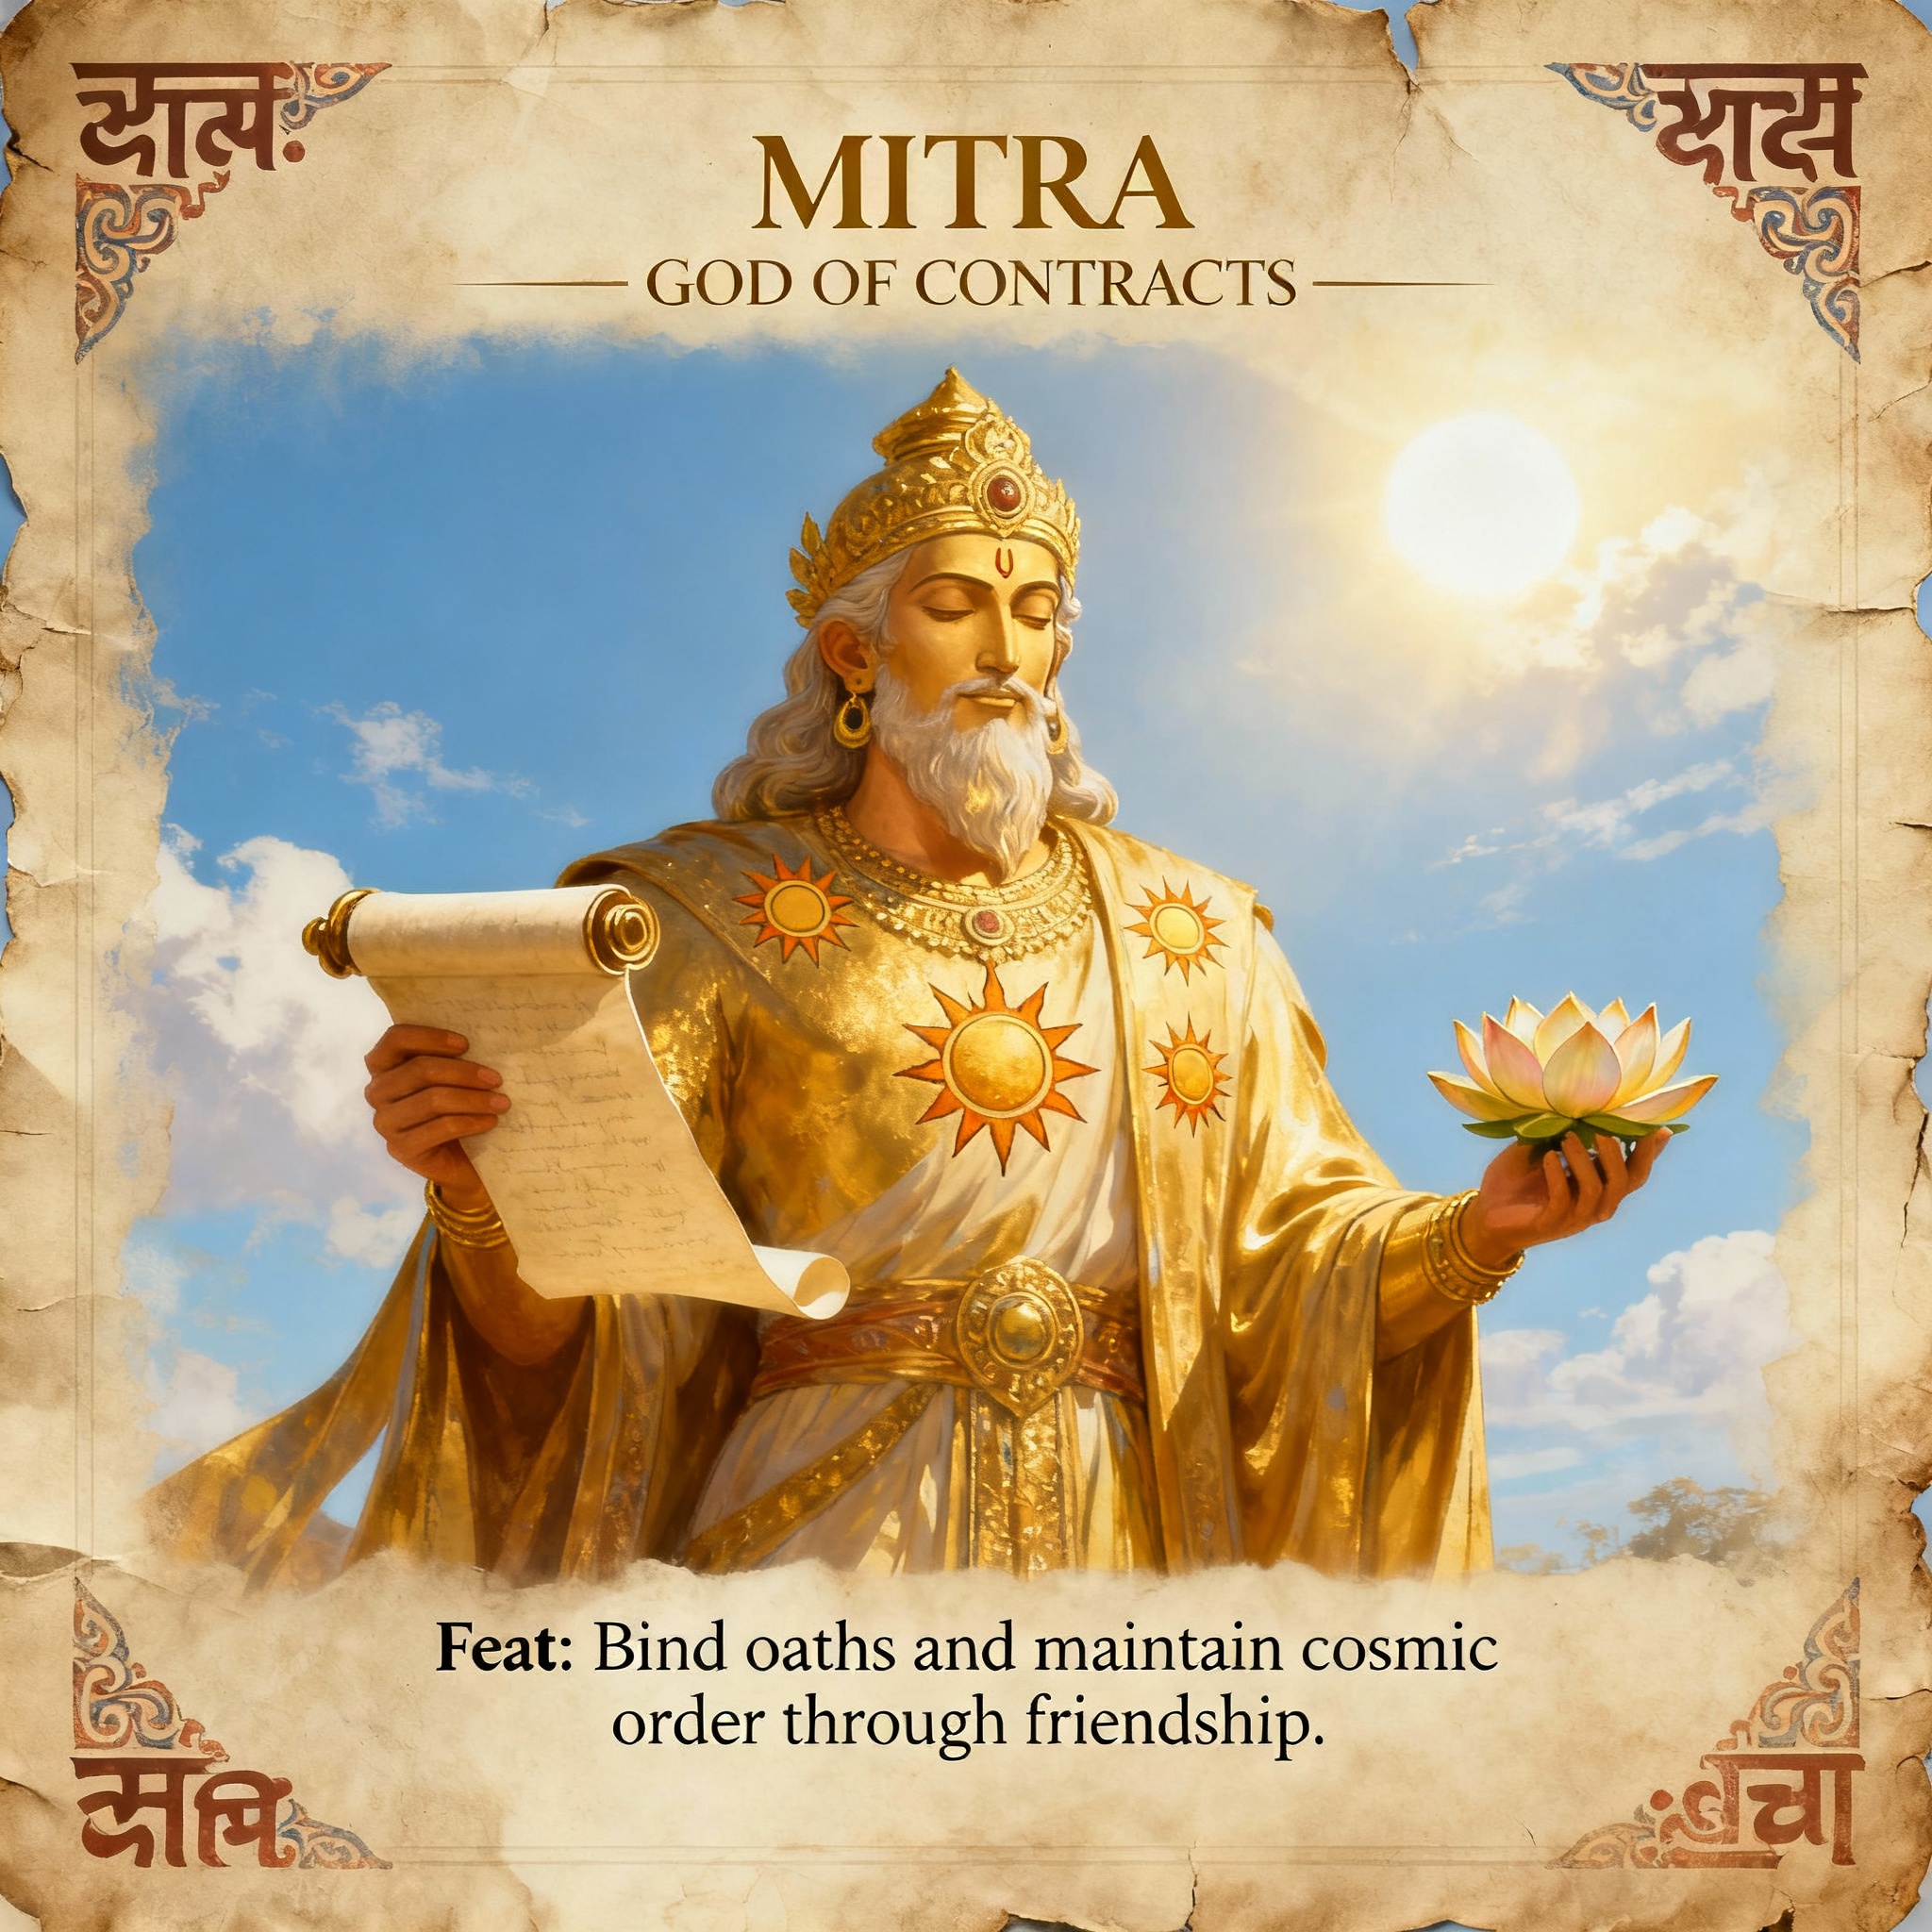 MITRA
GOD OF CONTRACTS
Feat: Bind oaths and maintain cosmic
order through friendship.